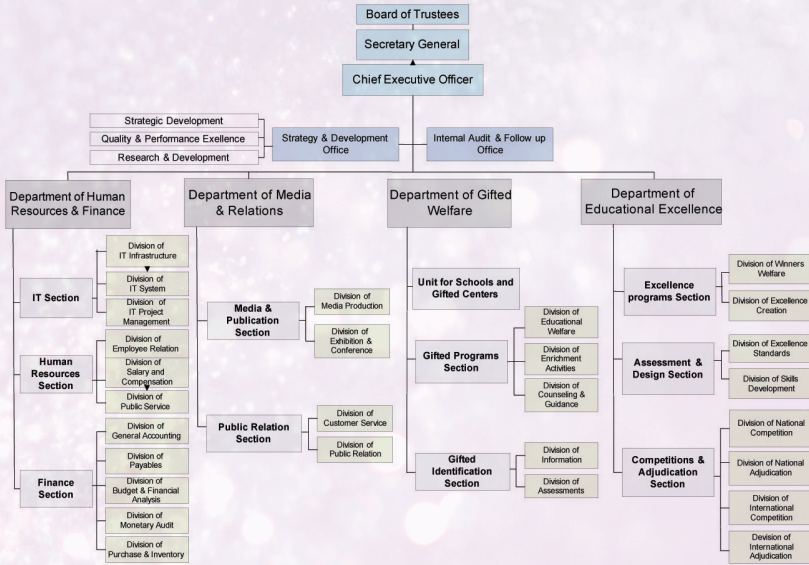 Board of Trustees
Secretary General
Chief Executive Officer
Strategic Development
Quality & Performance Exellence
Research & Development
Strategy & Development
Office
Internal Audit & Follow up
Office
Department of Human
Resources & Finance
IT Section
Division of
IT Infrastructure
Division of
IT System
Division of
IT Project
Management
Human
Resources
Section
Division of
Employee Relation
Division of
Salary and
Compensation
Division of
Public Service
Finance
Section
Division of
General Accounting
Division of
Payables
Division of
Budget & Financial
Analysis
Division of
Monetary Audit
Division of
Purchase & Inventory
Department of Media
& Relations
Media &
Publication
Section
Division of
Media Production
Division of
Exhibition &
Conference
Public Relation
Section
Division of
Customer Service
Division of
Public Relation
Department of Gifted
Welfare
Unit for Schools and
Gifted Centers
Gifted Programs
Section
Division of
Educational
Welfare
Division of
Enrichment
Activities
Division of
Counseling &
Guidance
Gifted
Identification
Section
Division of
Information
Division of
Assessments
Department of
Educational Excellence
Excellence
programs Section
Division of Winners
Welfare
Division of Excellence
Creation
Assessment &
Design Section
Division of Excellence
Standards
Division of Skills
Development
Competitions &
Adjudication
Section
Division of National
Competition
Division of National
Adjudication
Division of
International
Competition
Devision of
International
Adjudication